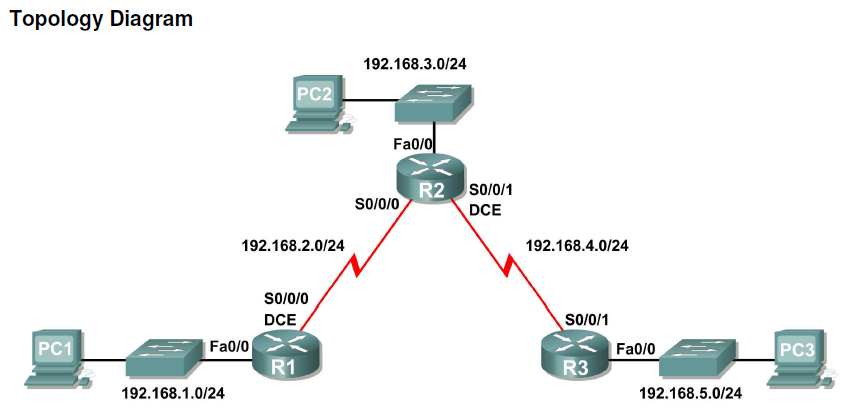 Topology Diagram
192.168.3.0/24
PC2
Fa0/0
R2
S0/0/1
DCE
S0/0/0
192.168.2.0/24
192.168.4.0/24
S0/0/0
DCE
S0/0/1
PC1
Fa0/0
R1
R3
Fa0/0
PC3
192.168.1.0/24
192.168.5.0/24